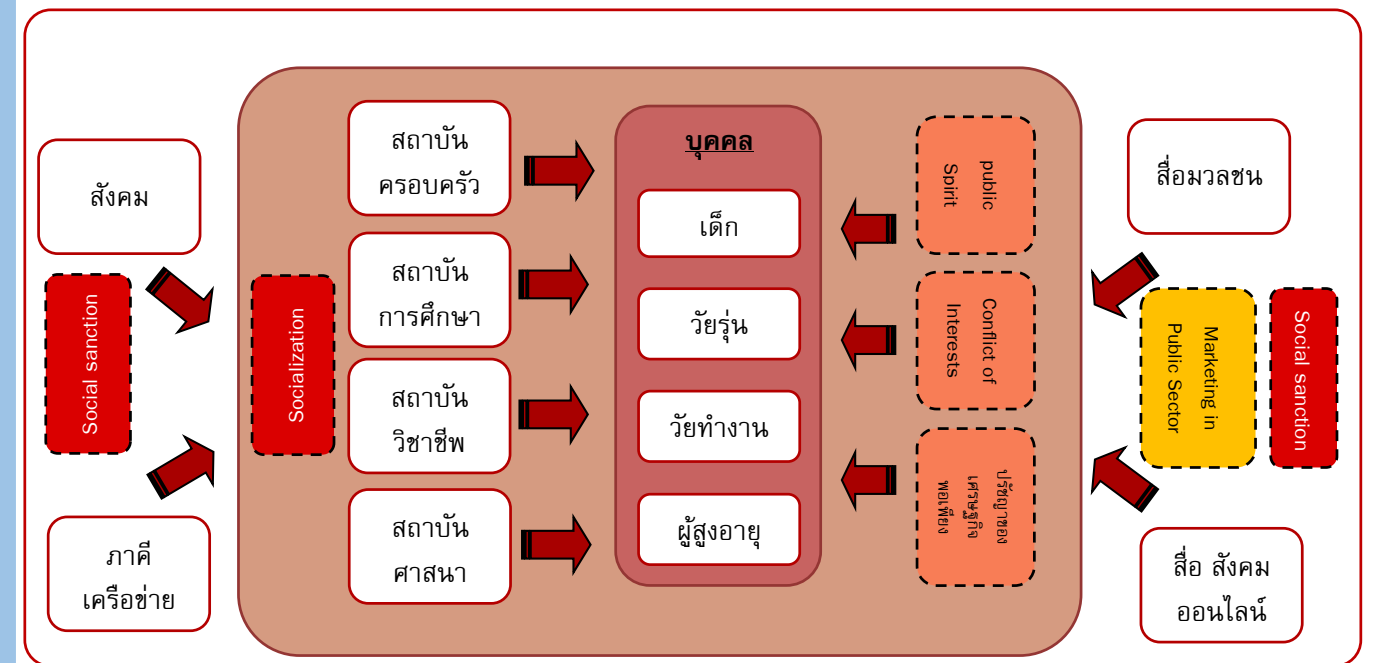 สังคม
Social sanction
ภาคี
เครือข่าย
Socialization
สถาบัน
ครอบครัว
สถาบัน
การศึกษา
สถาบัน
วิชาชีพ
สถาบัน
ศาสนา
บุคคล
เด็ก
วัยรุ่น
วัยทำงาน
ผู้สูงอายุ
public
Spirit
Conflict of
Interests
ปรัชญาของ
เศรษฐกิจ
พอเพียง
สื่อมวลชน
Marketing in
Public Sector
Social sanction
สื่อ สังคม
ออนไลน์